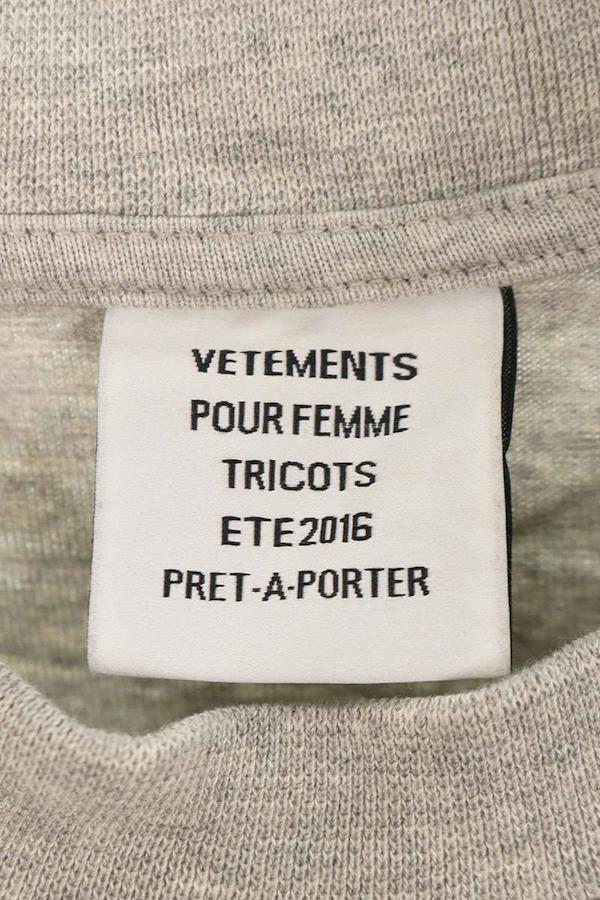 VETEMENTS
POUR FEMME
TRICOTS
ETE 2016
PRET-A-PORTER